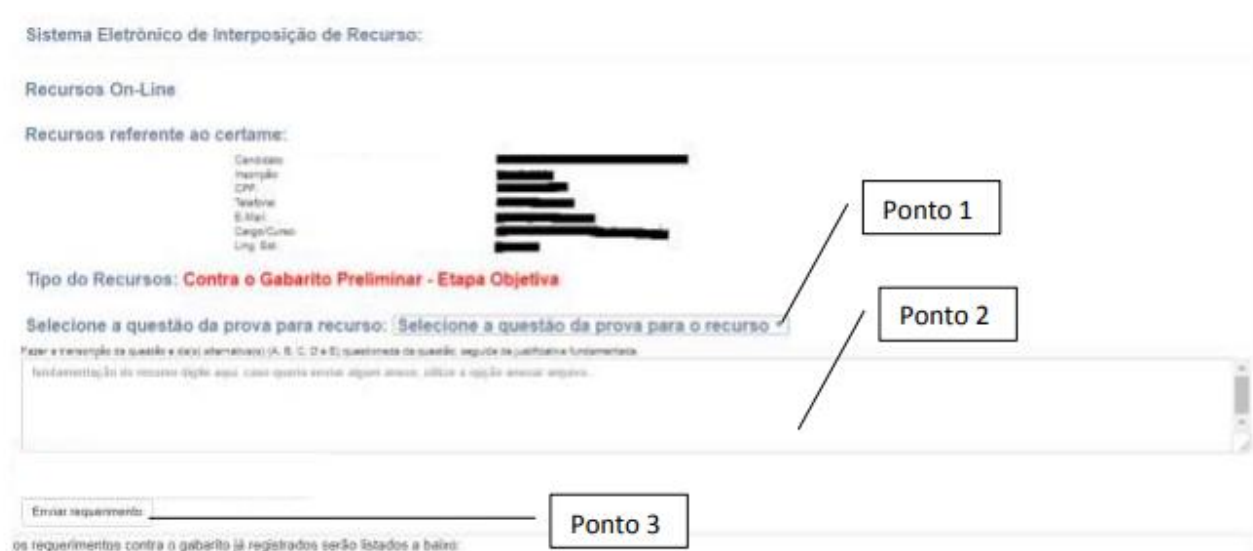 Sistema Eletrônico de Interposição de Recurso:
Recursos On-Line
Recursos referente ao certame:
Candidato
Inscrição
CPF
Telefone
E-Mail
Cargo/Curso
Ling. Est.
Ponto 1
Tipo do Recursos: Contra o Gabarito Preliminar - Etapa Objetiva
Selecione a questão da prova para recurso: Selecione a questão da prova para o recurso
Ponto 2
Fazer a transcrição da questão e da(s) alternativa(s) (A, B, C, D e E) questionada da questão, seguida da justificativa fundamentada
fundamentação do recurso digite aqui, caso queria enviar algum anexo, utilize a opção anexar arquivo...
Enviar requerimento
Ponto 3
os requerimentos contra o gabarito já registrados serão listados a baixo: